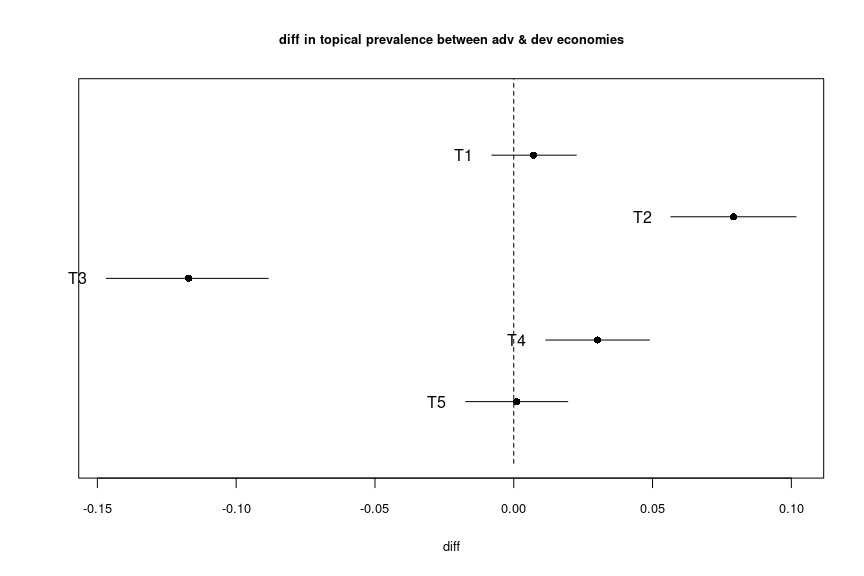 diff in topical prevalence between adv & dev economies
T1
T2
T3
T4
T5
-0.15 -0.10 -0.05 0.00 0.05 0.10
diff